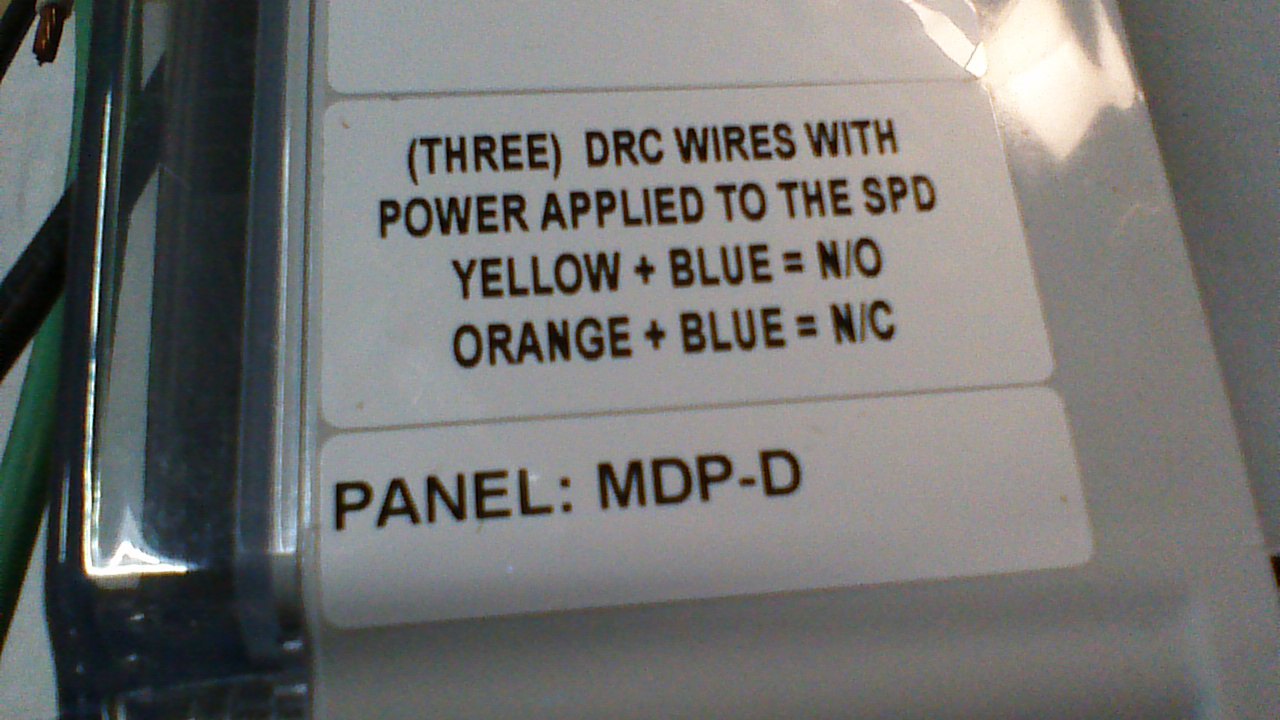 (THREE) DRC WIRES WITH
POWER APPLIED TO THE SPD
YELLOW + BLUE = N/O
ORANGE + BLUE = N/C
PANEL: MDP-D